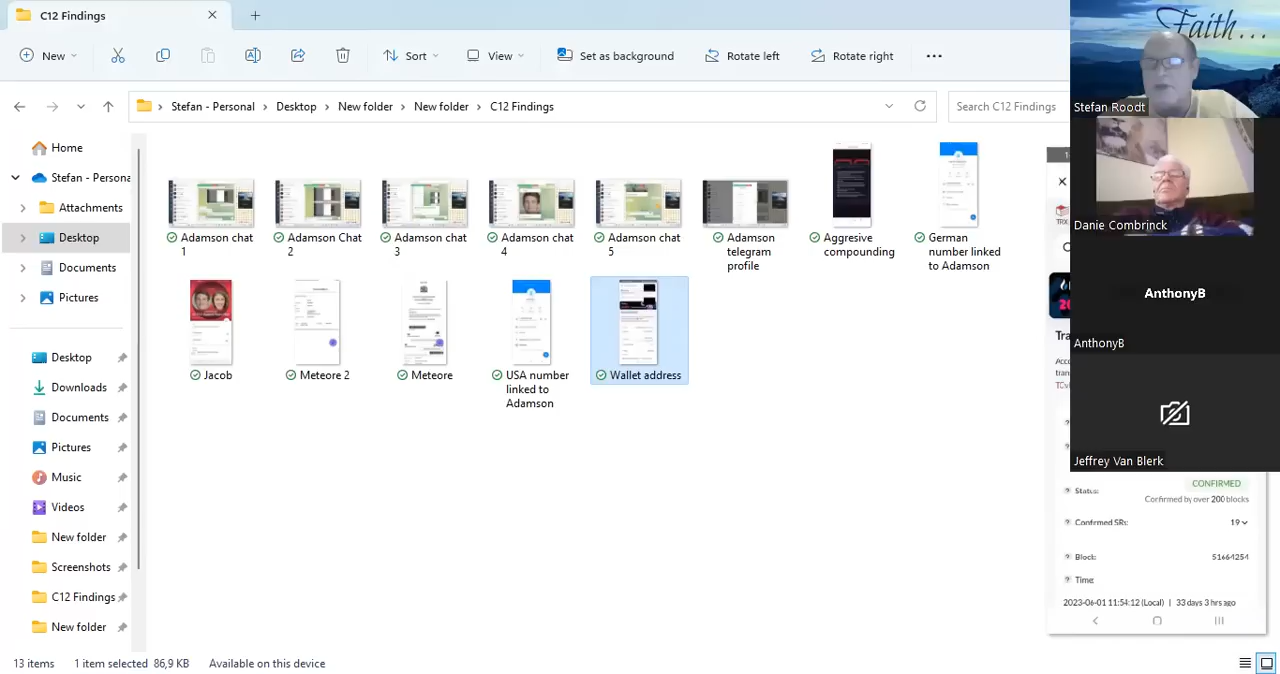 C12 Findings
New
Sort
View
Set as background
Rotate left
Rotate right
Stefan - Personal > Desktop > New folder > New folder > C12 Findings
Search C12 Findings
Home
Stefan - Persona
Attachments
Desktop
Documents
Pictures
Desktop
Downloads
Documents
Pictures
Music
Videos
New folder
Screenshots
C12 Findings
New folder
Adamson chat 1
Adamson Chat 2
Adamson chat 3
Adamson chat 4
Adamson chat 5
Adamson telegram profile
Aggresive compounding
German number linked to Adamson
Jacob
Meteore 2
Meteore
USA number linked to Adamson
Wallet address
13 items
1 item selected 86,9 KB
Available on this device
Faith...
Stefan Roodt
Danie Combrinck
AnthonyB
AnthonyB
Jeffrey Van Blerk
Status:
CONFIRMED
Confirmed by over 200 blocks
Confirmed SRs:
19
Block:
51664254
Time:
2023-06-01 11:54:12 (Local) | 33 days 3 hrs ago